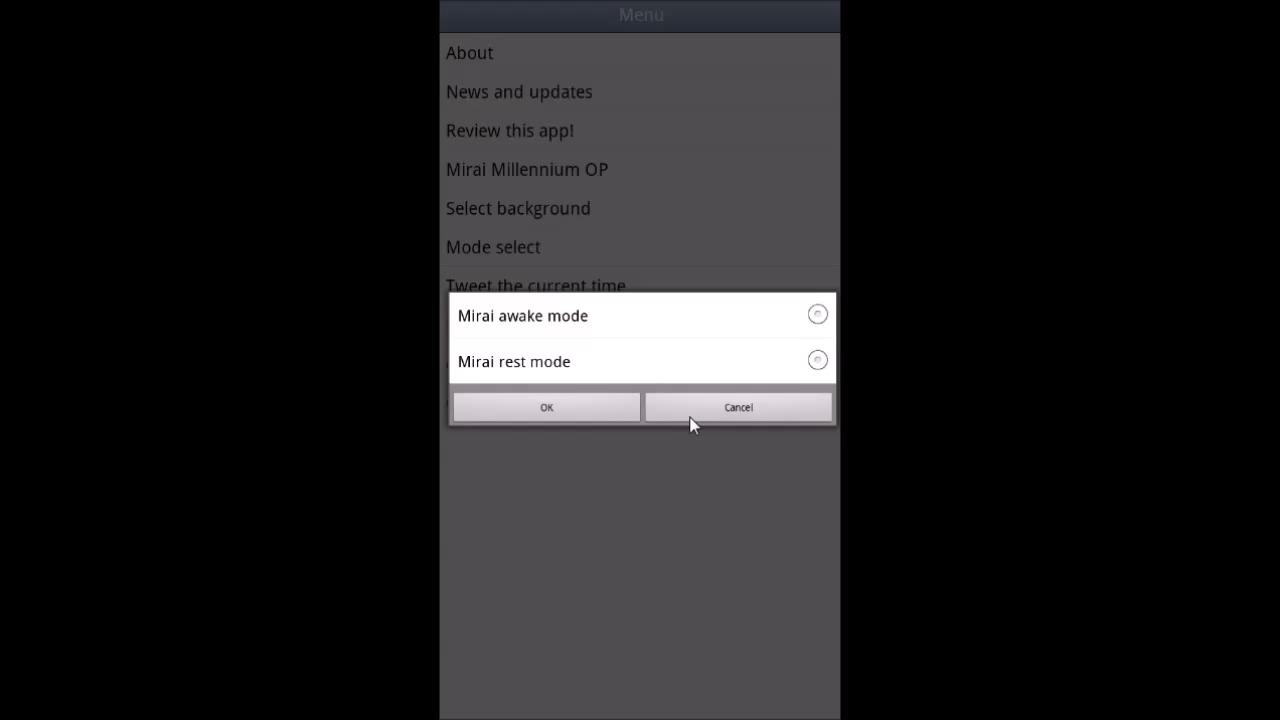 Menu
About
News and updates
Review this app!
Mirai Millennium OP
Select background
Mode select
Tweet the current time
Mirai awake mode
Mirai rest mode
OK
Cancel